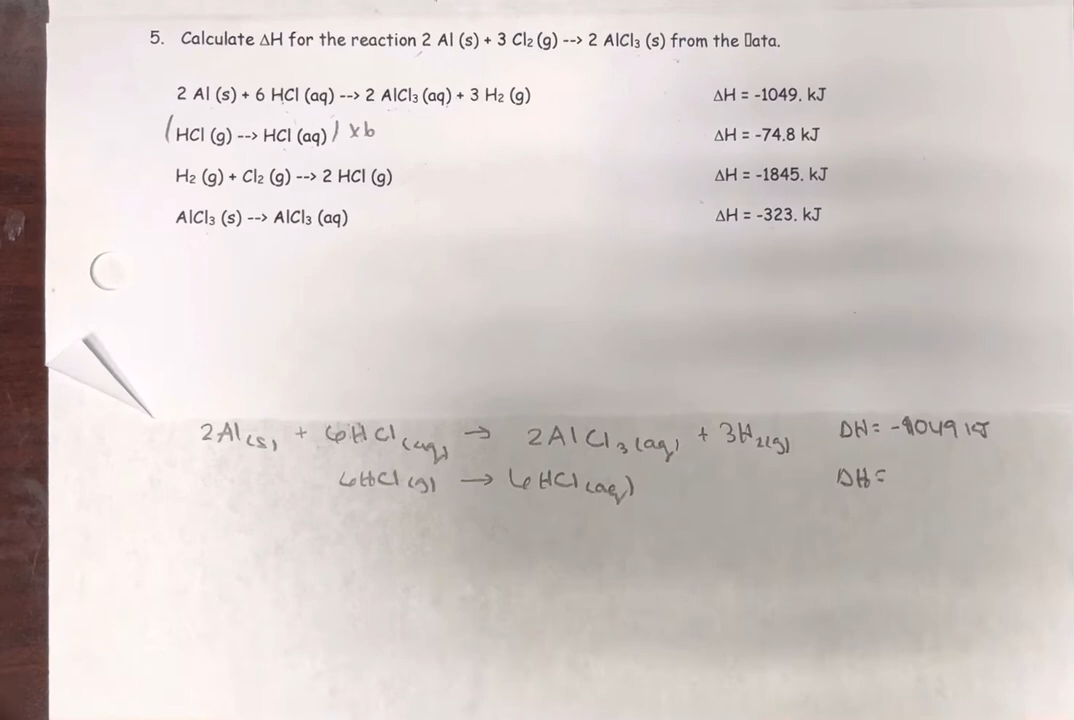 5. Calculate ΔH for the reaction 2 Al (s) + 3 Cl₂ (g) --> 2 AlCl₃ (s) from the data.
2 Al (s) + 6 HCl (aq) --> 2 AlCl₃ (aq) + 3 H₂ (g) ΔH = -1049. kJ
(HCl (g) --> HCl (aq)) x6 ΔH = -74.8 kJ
H₂ (g) + Cl₂ (g) --> 2 HCl (g) ΔH = -1845. kJ
AlCl₃ (s) --> AlCl₃ (aq) ΔH = -323. kJ
2Al(s) + 6HCl(aq) → 2AlCl₃(aq) + 3H₂(g) ΔH = -1049 kJ
6HCl(g) → 6HCl(aq) ΔH =